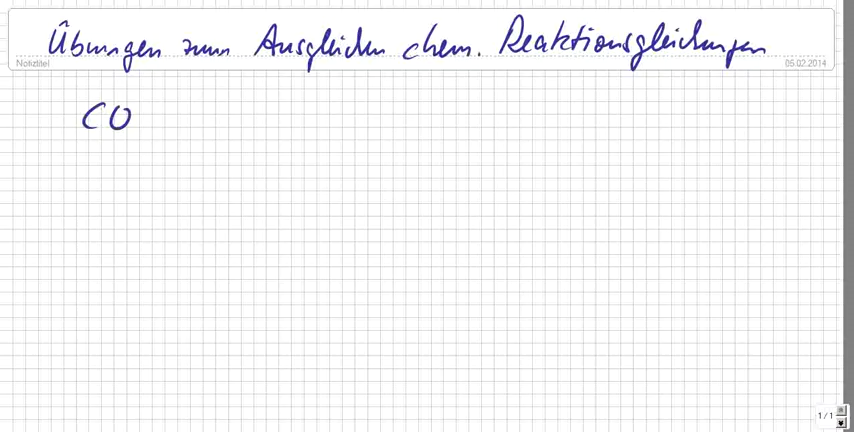 Übungen zum Ausgleichen chem. Reaktionsgleichungen
Notiztitel 05.02.2014
CO
1/1